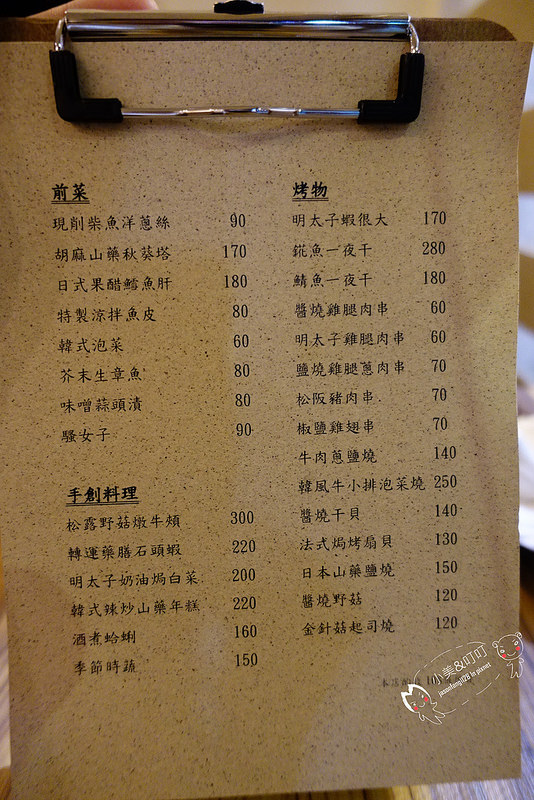 前菜
現削柴魚洋蔥絲 90
胡麻山藥秋葵塔 170
日式果醋鱈魚肝 180
特製涼拌魚皮 80
韓式泡菜 60
芥末生章魚 80
味噌蒜頭漬 80
騷女子 90
手創料理
松露野菇燉牛頰 300
轉運藥膳石頭蝦 220
明太子奶油焗白菜 200
韓式辣炒山藥年糕 220
酒煮蛤蜊 160
季節時蔬 150
烤物
明太子蝦很大 170
花魚一夜干 280
鯖魚一夜干 180
醬燒雞腿肉串 60
明太子雞腿肉串 60
鹽燒雞腿蔥肉串 70
松阪豬肉串 70
椒鹽雞翅串 70
牛肉蔥鹽燒 140
韓風牛小排泡菜燒 250
醬燒干貝 140
法式焗烤扇貝 130
日本山藥鹽燒 150
醬燒野菇 120
金針菇起司燒 120
小美&叮叮